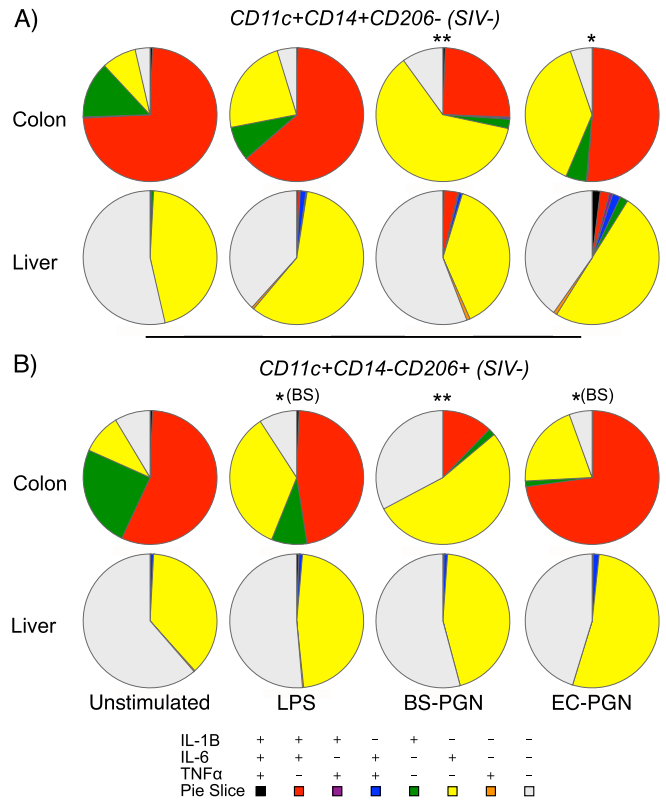 A) CD11c+CD14+CD206- (SIV-)
** *
Colon
Liver
B) CD11c+CD14-CD206+ (SIV-)
*(BS) ** *(BS)
Colon
Liver
Unstimulated LPS BS-PGN EC-PGN
IL-1B + + + - + - - -
IL-6 + + - + - + - -
TNFα + - + + - - + -
Pie Slice